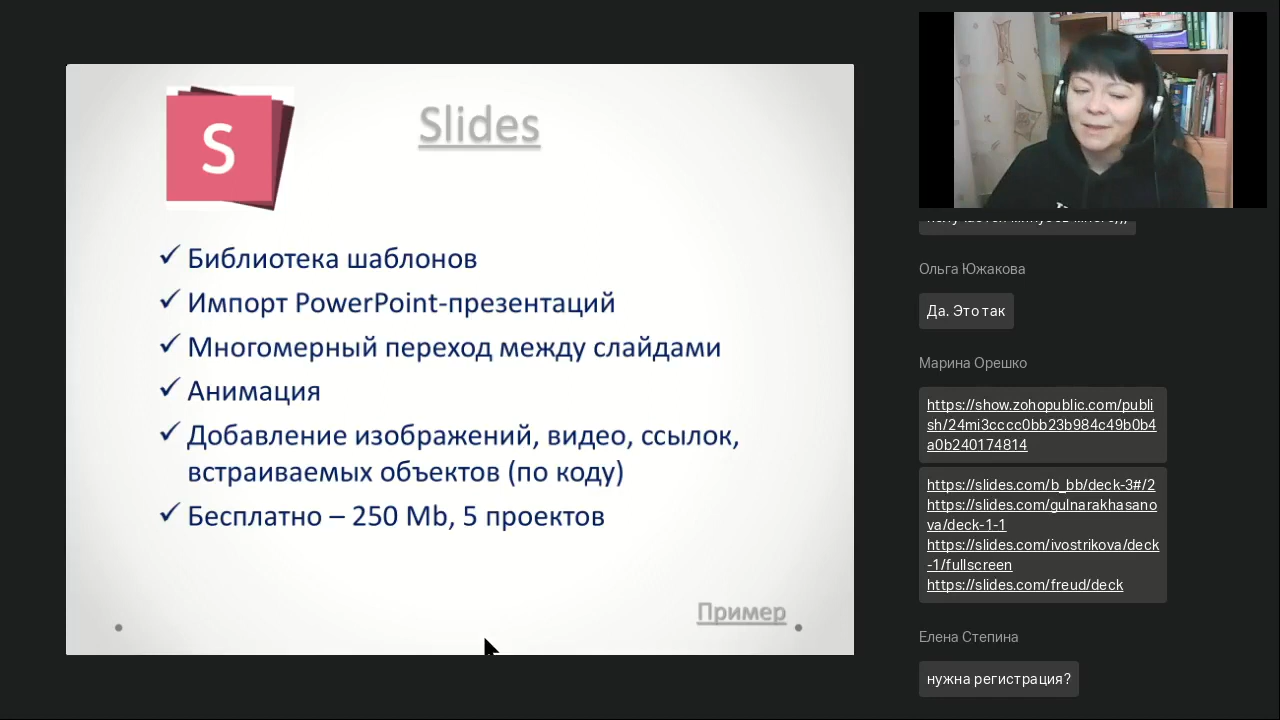 S
Slides
Библиотека шаблонов
Импорт PowerPoint-презентаций
Многомерный переход между слайдами
Анимация
Добавление изображений, видео, ссылок,
встраиваемых объектов (по коду)
Бесплатно – 250 Mb, 5 проектов
Пример
Ольга Южакова
Да. Это так
Марина Орешко
https://show.zohopublic.com/publi
sh/24mi3cccc0bb23b984c49b0b4
a0b240174814
https://slides.com/b_bb/deck-3#/2
https://slides.com/gulnarakhasano
va/deck-1-1
https://slides.com/ivostrikova/deck
-1/fullscreen
https://slides.com/freud/deck
Елена Степина
нужна регистрация?